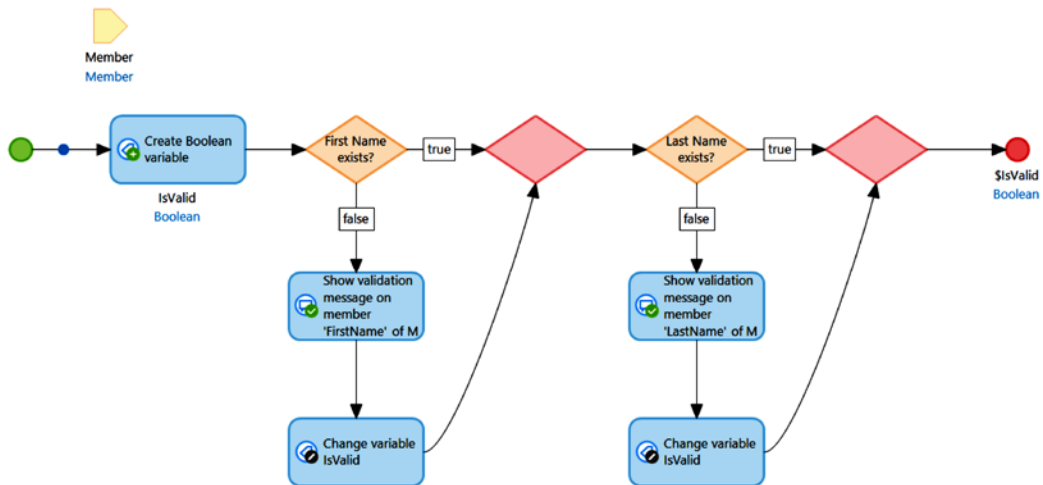 Member
Member
Create Boolean
variable
IsValid
Boolean
First Name
exists?
true
false
Show validation
message on
member
'FirstName' of M
Change variable
IsValid
Last Name
exists?
true
false
Show validation
message on
member
'LastName' of M
Change variable
IsValid
$IsValid
Boolean